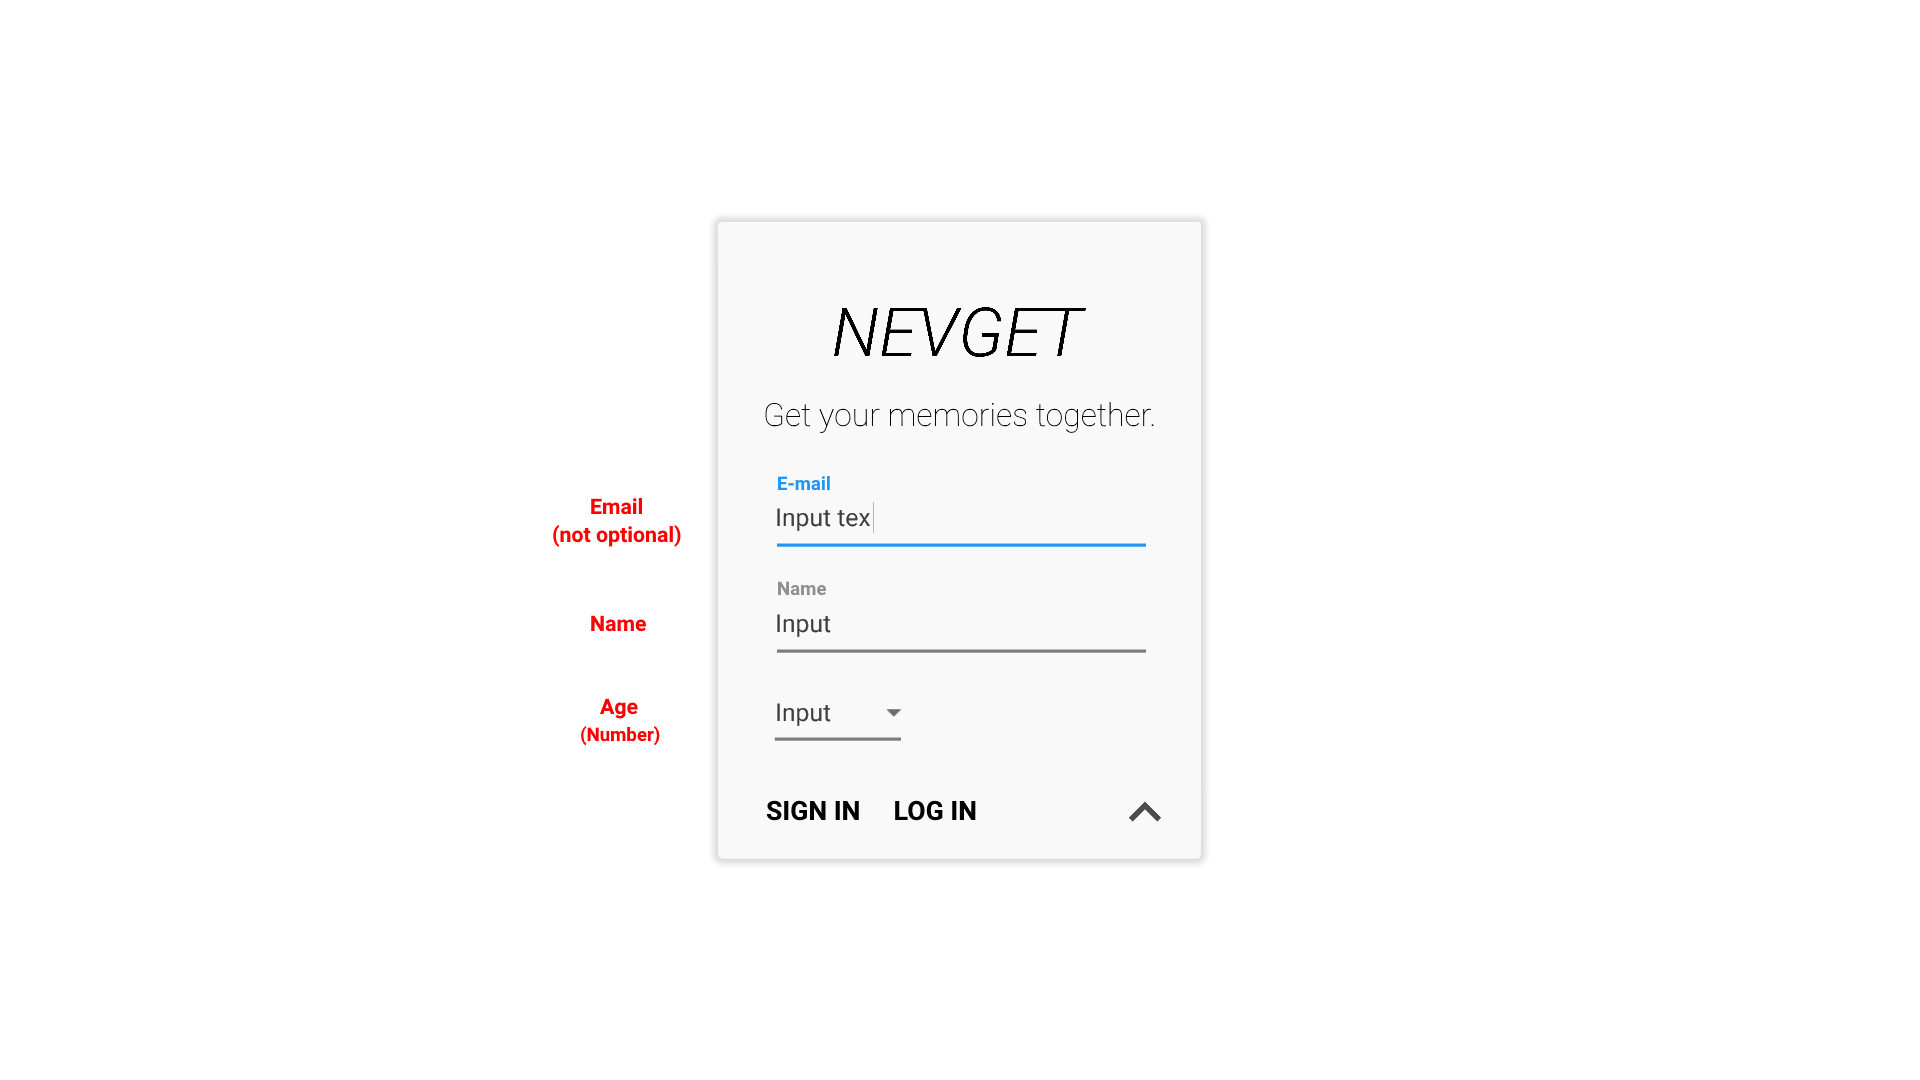 NEVGET
Get your memories together.
E-mail
Input tex
Email
(not optional)
Name
Input
Name
Age
(Number)
Input
SIGN IN LOG IN